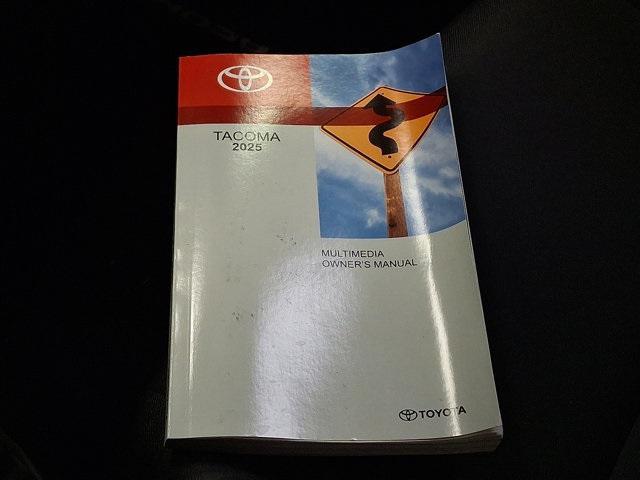 TACOMA
2025
MULTIMEDIA
OWNER'S MANUAL
TOYOTA